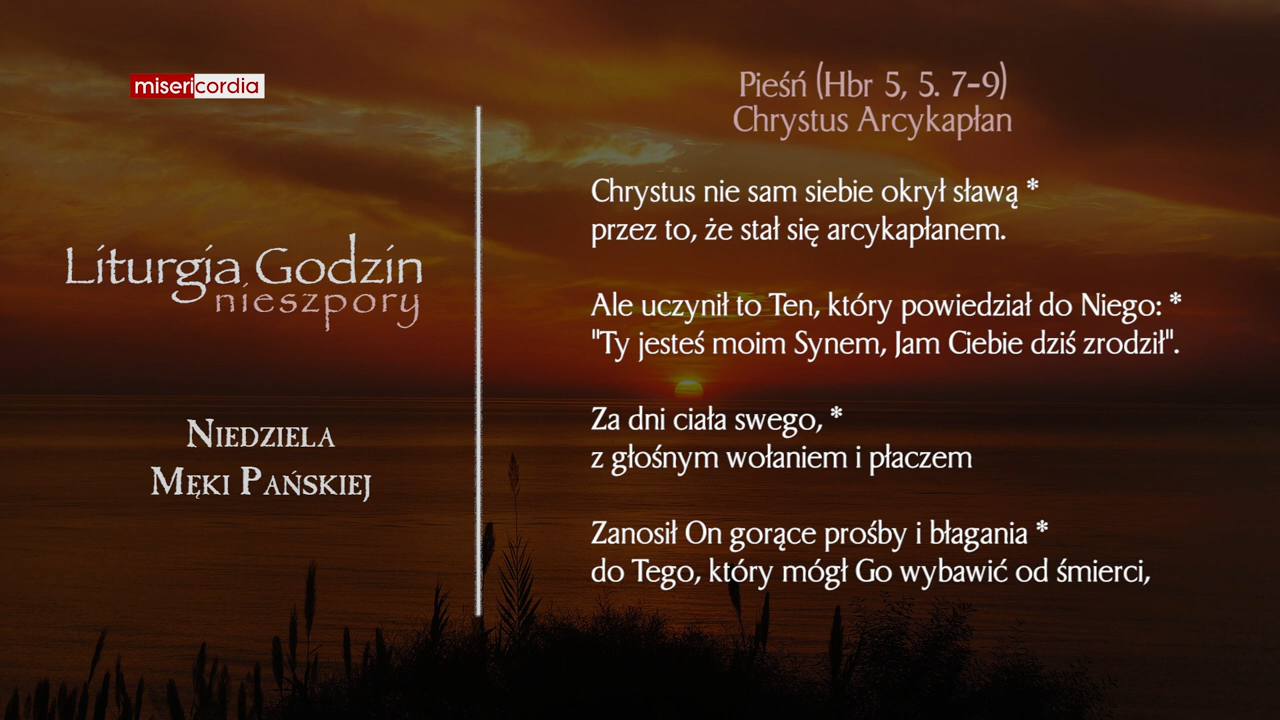 misericordia
Liturgia Godzin
nieszpory
Niedziela
Męki Pańskiej
Pieśń (Hbr 5, 5. 7-9)
Chrystus Arcykapłan
Chrystus nie sam siebie okrył sławą *
przez to, że stał się arcykapłanem.
Ale uczynił to Ten, który powiedział do Niego: *
"Ty jesteś moim Synem, Jam Ciebie dziś zrodził".
Za dni ciała swego, *
z głośnym wołaniem i płaczem
Zanosił On gorące prośby i błagania *
do Tego, który mógł Go wybawić od śmierci,